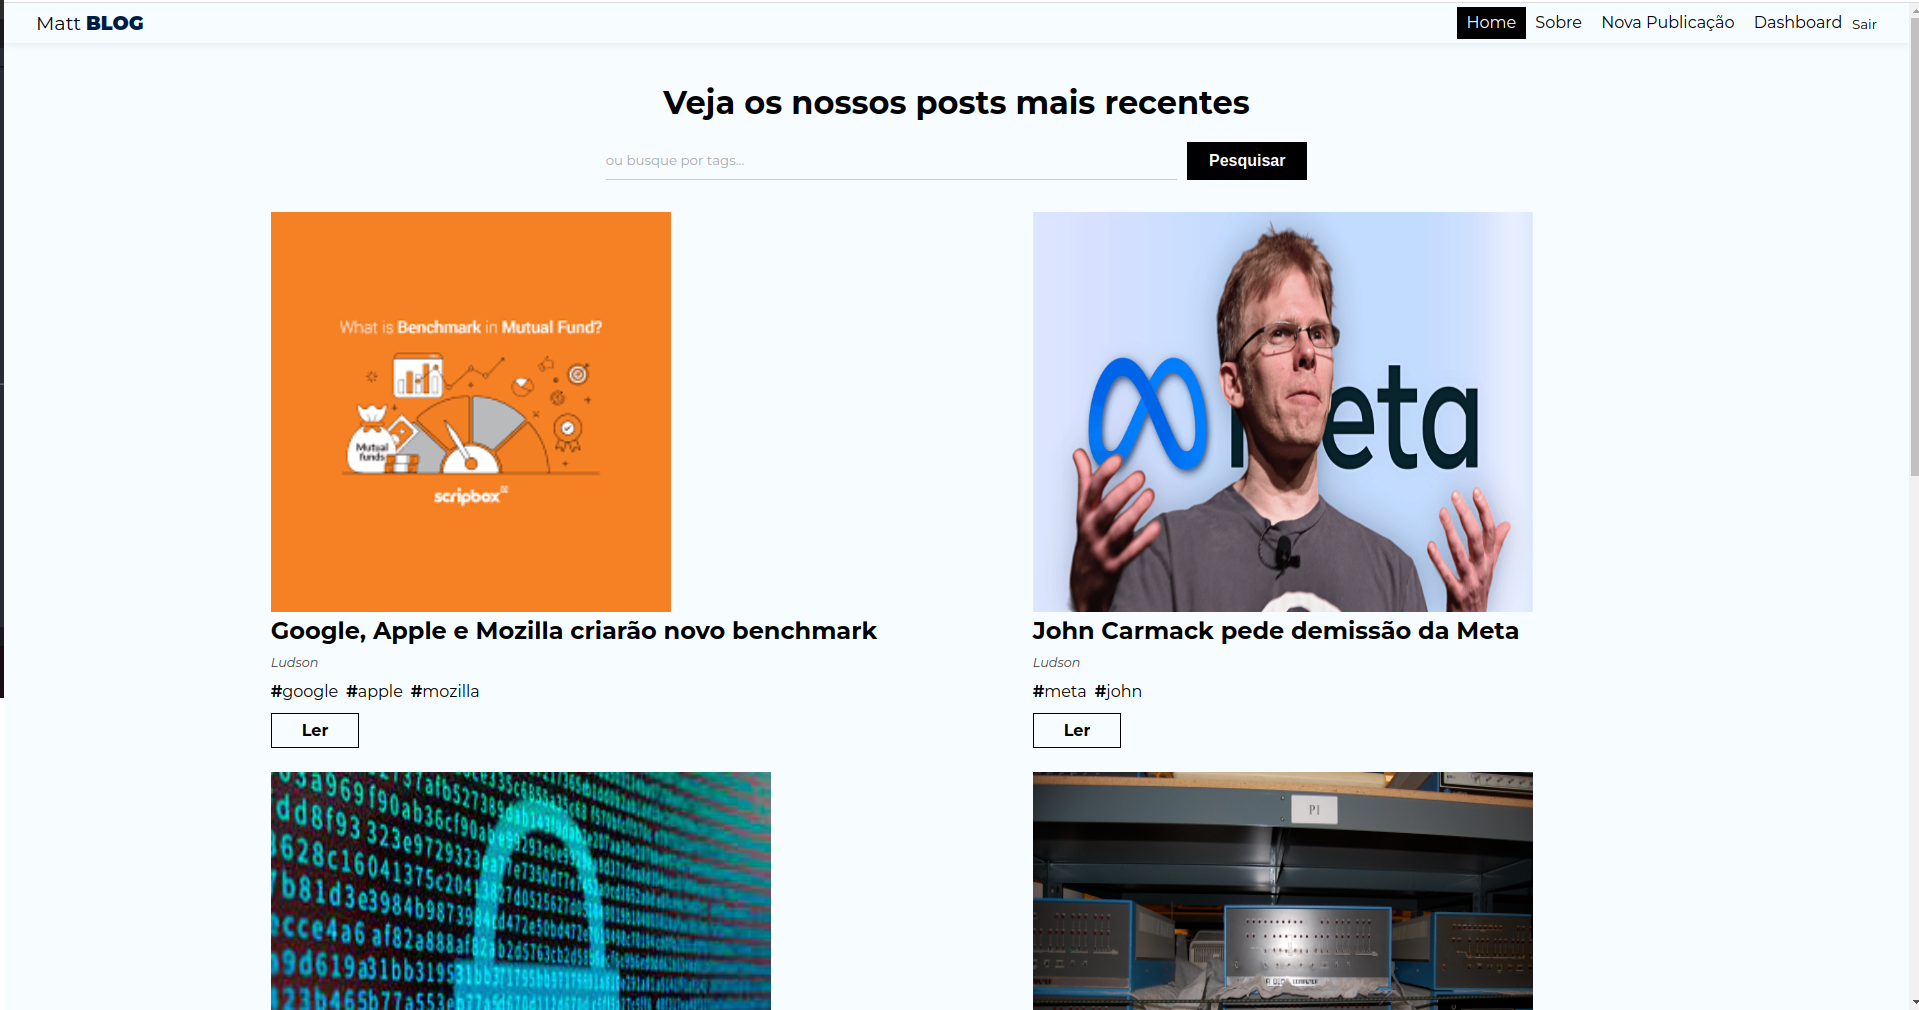 Matt BLOG
Home Sobre Nova Publicação Dashboard Sair
Veja os nossos posts mais recentes
ou busque por tags...
Pesquisar
What is Benchmark in Mutual Fund?
Mutual
funds
scripbox
Meta
Google, Apple e Mozilla criarão novo benchmark
Ludson
#google #apple #mozilla
Ler
John Carmack pede demissão da Meta
Ludson
#meta #john
Ler
P1